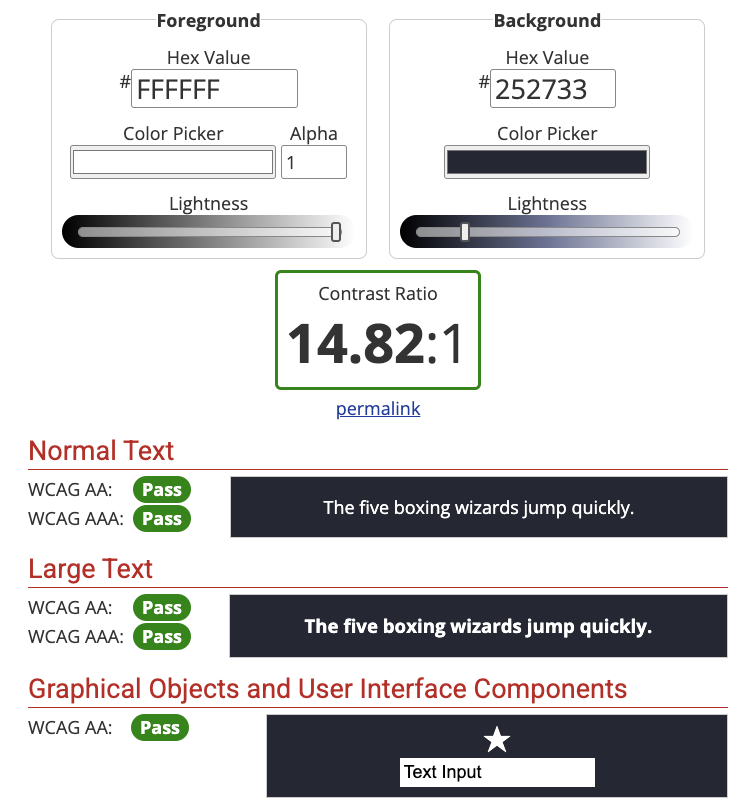 Foreground
Hex Value
#FFFFFF
Color Picker Alpha
1
Lightness
Background
Hex Value
#252733
Color Picker
Lightness
Contrast Ratio
14.82:1
permalink
Normal Text
WCAG AA: Pass
WCAG AAA: Pass
The five boxing wizards jump quickly.
Large Text
WCAG AA: Pass
WCAG AAA: Pass
The five boxing wizards jump quickly.
Graphical Objects and User Interface Components
WCAG AA: Pass
Text Input